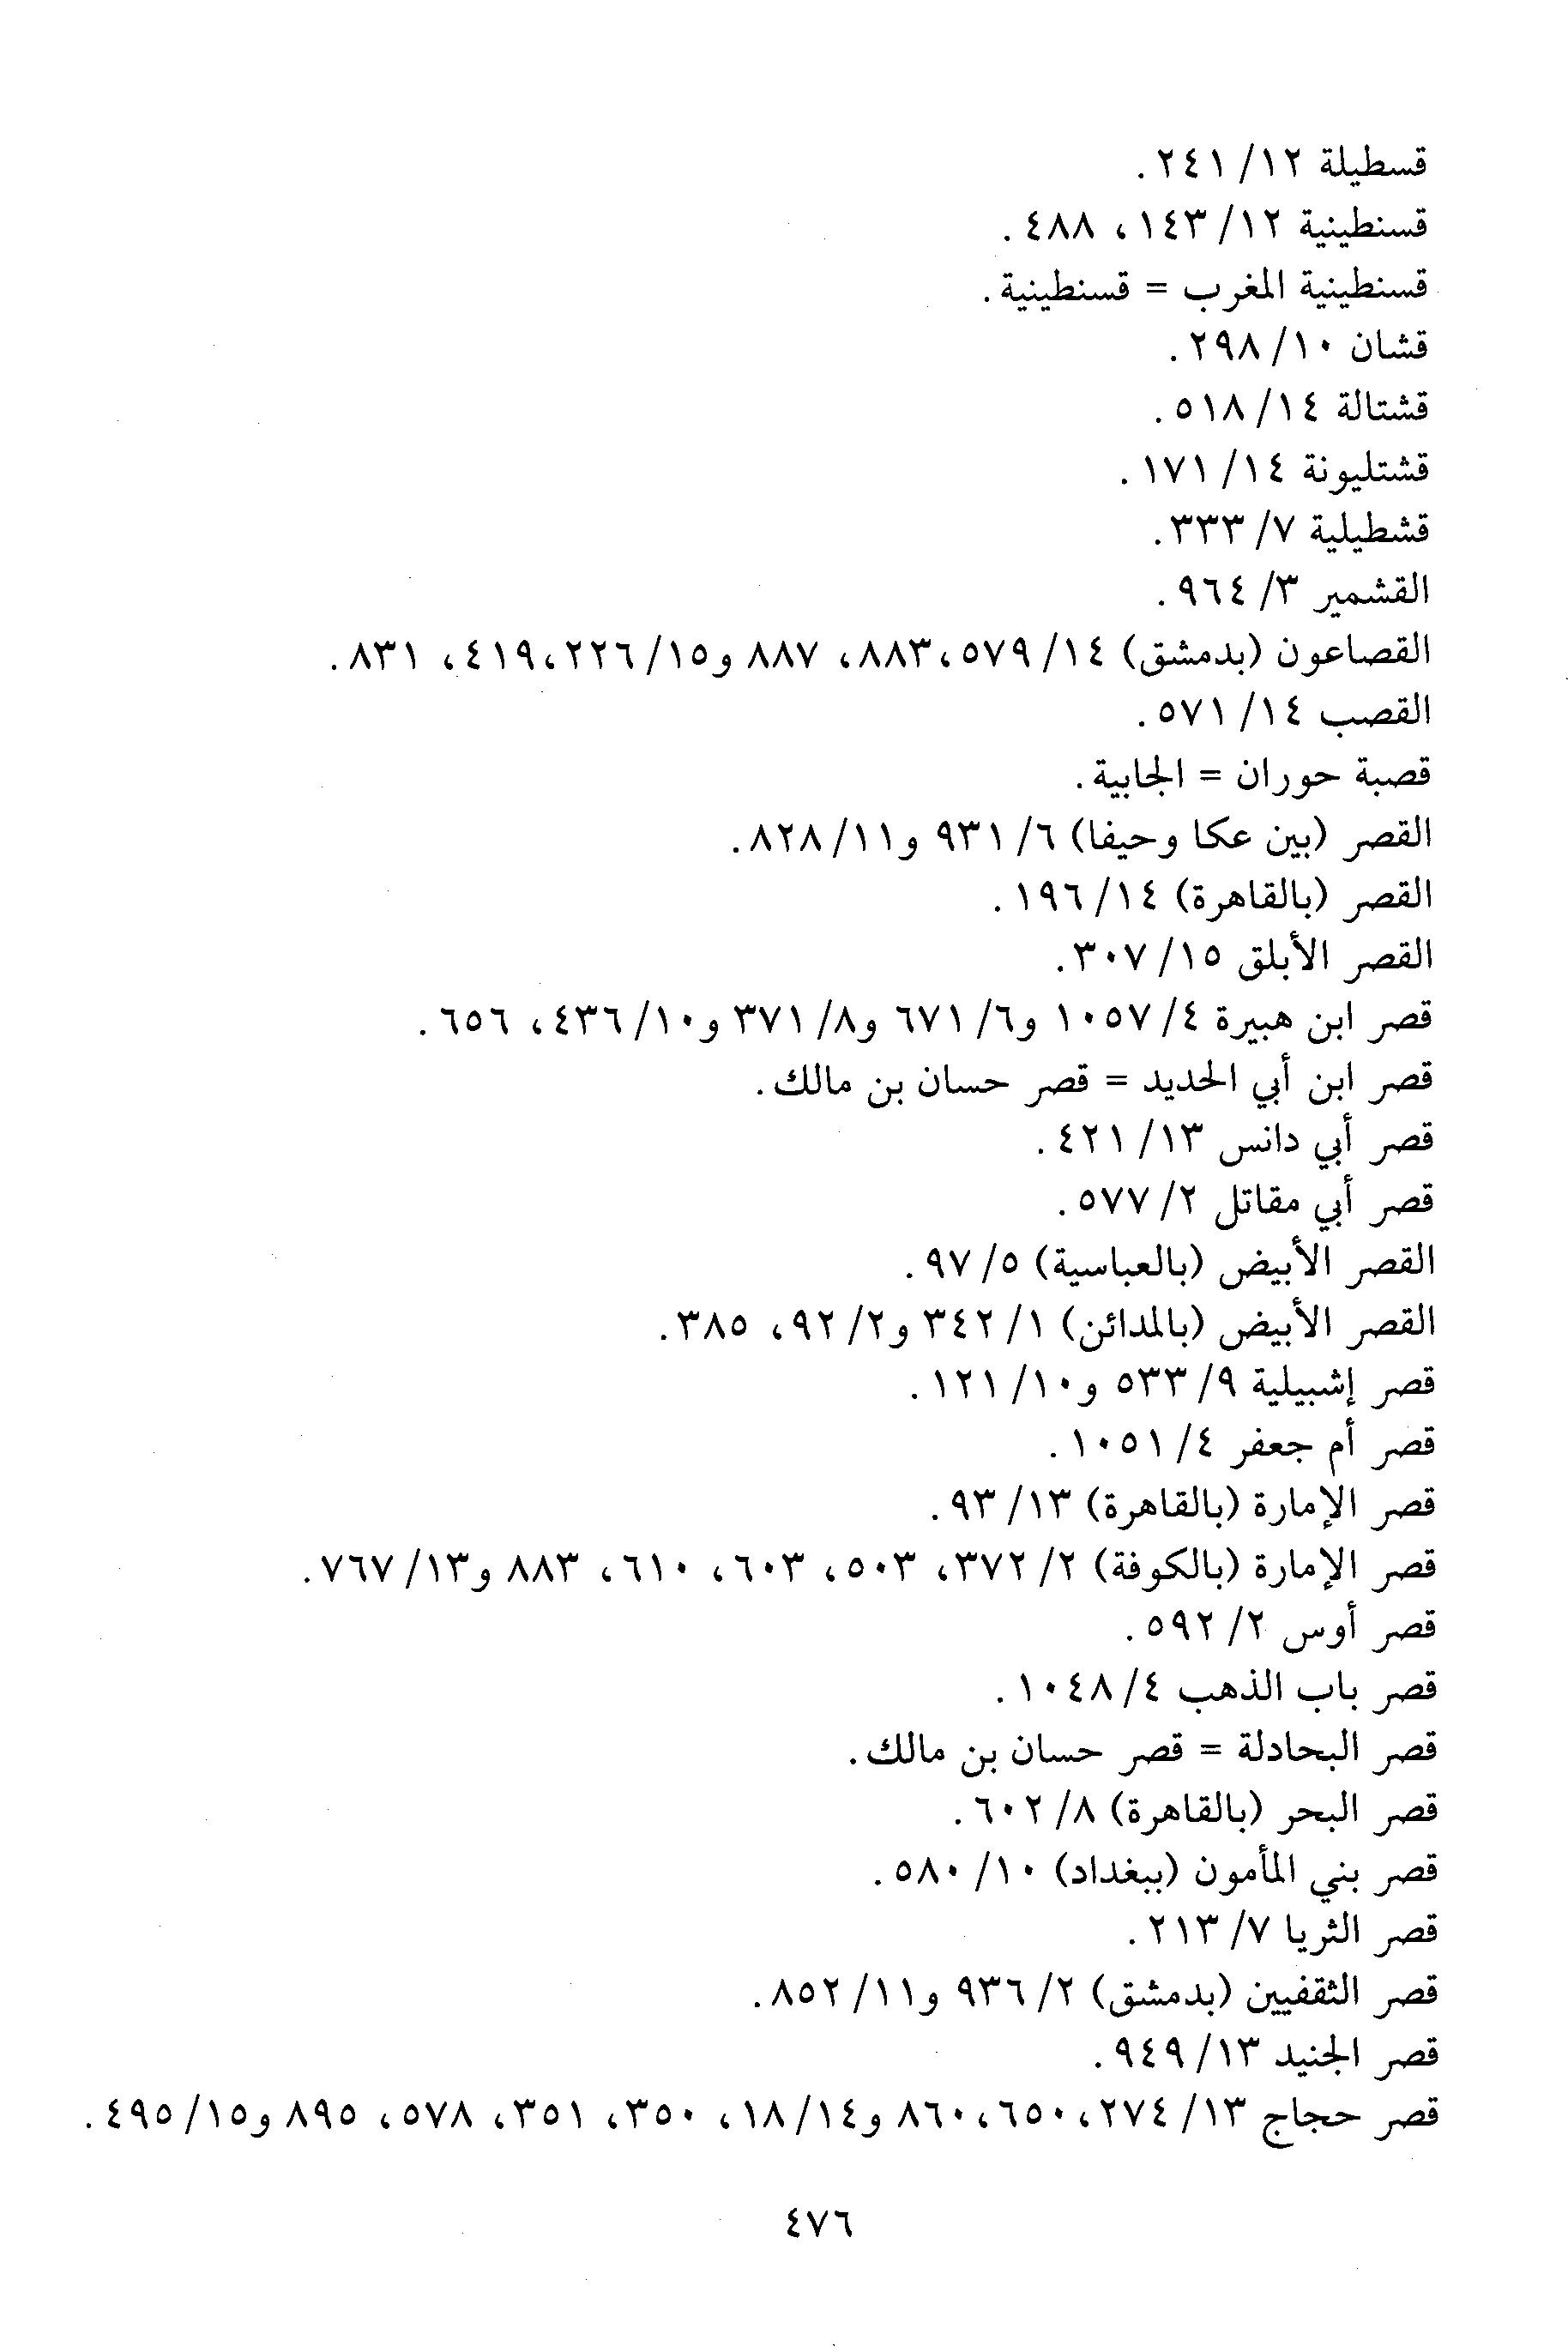 قسطيلة ١٢/ ٢٤١ .
قسنطينية ١٢/ ١٤٣ ، ٤٨٨ .
قسنطينية المغرب = قسنطينية .
قشان ١٠/ ٢٩٨ .
قشتالة ١٤/ ٥١٨ .
قشتليونة ١٤/ ١٧١ .
قشطيلية ٧/ ٣٣٣ .
القشمير ٣/ ٩٦٤ .
القصاعون (بدمشق) ١٤/ ٥٧٩، ٨٨٣، ٨٨٧ و١٥/ ٢٢٦، ٤١٩، ٨٣١ .
القصب ١٤/ ٥٧١ .
قصبة حوران = الجابية .
القصر (بين عكا وحيفا) ٦/ ٩٣١ و١١/ ٨٢٨ .
القصر (بالقاهرة) ١٤/ ١٩٦ .
القصر الأبلق ١٥/ ٣٠٧ .
قصر ابن هبيرة ٤/ ١٠٥٧ و٦/ ٦٧١ و٨/ ٣٧١ و١٠/ ٤٣٦، ٦٥٦ .
قصر ابن أبي الحديد = قصر حسان بن مالك .
قصر أبي دانس ١٣/ ٤٢١ .
قصر أبي مقاتل ٢/ ٥٧٧ .
القصر الأبيض (بالعباسية) ٥/ ٩٧ .
القصر الأبيض (بالمدائن) ١/ ٣٤٢ و٢/ ٩٢، ٣٨٥ .
قصر إشبيلية ٩/ ٥٣٣ و١٠/ ١٢١ .
قصر أم جعفر ٤/ ١٠٥١ .
قصر الإمارة (بالقاهرة) ١٣/ ٩٣ .
قصر الإمارة (بالكوفة) ٢/ ٣٧٢، ٥٠٣، ٦٠٣، ٦١٠، ٨٨٣ و١٣/ ٧٦٧ .
قصر أوس ٢/ ٥٩٢ .
قصر باب الذهب ٤/ ١٠٤٨ .
قصر البحادلة = قصر حسان بن مالك .
قصر البحر (بالقاهرة) ٨/ ٦٠٢ .
قصر بني المأمون (ببغداد) ١٠/ ٥٨٠ .
قصر الثريا ٧/ ٢١٣ .
قصر الثقفيين (بدمشق) ٢/ ٩٣٦ و١١/ ٨٥٢ .
قصر الجنيد ١٣/ ٩٤٩ .
قصر حجاج ١٣/ ٢٧٤، ٦٥٠، ٨٦٠ و١٤/ ١٨، ٣٥٠، ٣٥١، ٥٧٨، ٨٩٥ و١٥/ ٤٩٥ .
٤٧٦